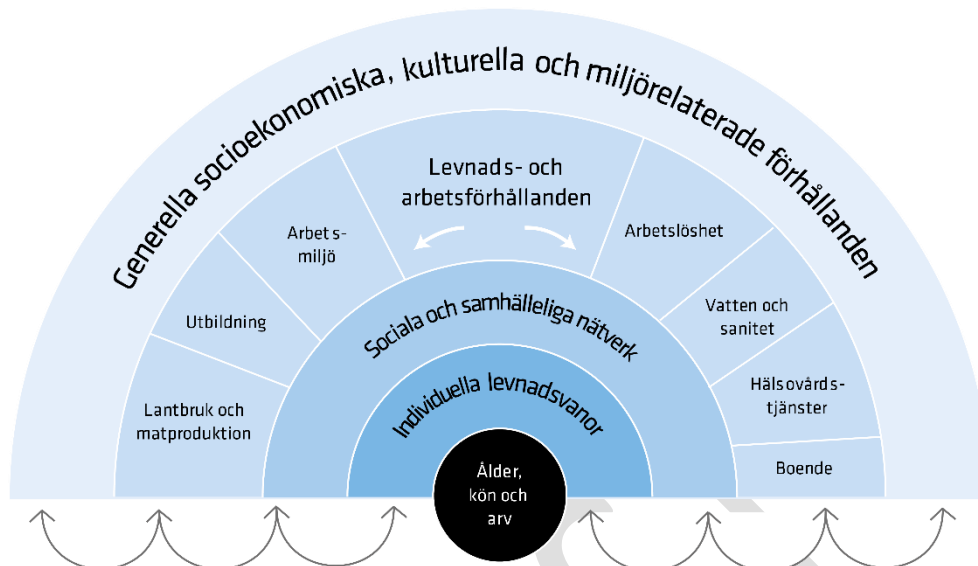 Generella socioekonomiska, kulturella och miljörelaterade förhållanden
Levnads- och
arbetsförhållanden
Arbets-
miljö
Arbetslöshet
Utbildning
Vatten och
sanitet
Lantbruk och
matproduktion
Hälsovårds-
tjänster
Boende
Sociala och samhälleliga nätverk
Individuella levnadsvanor
Ålder,
kön och
arv